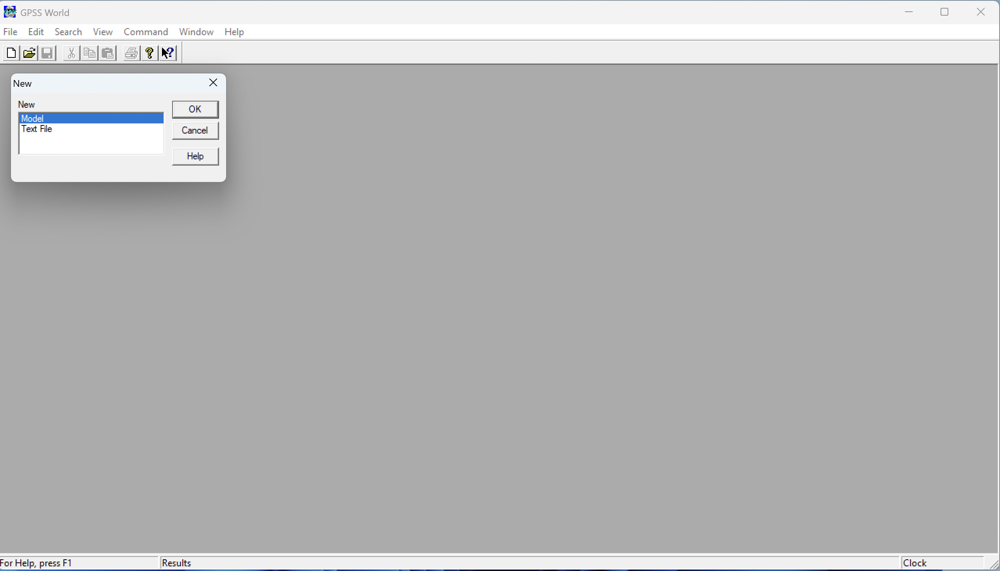 GPSS World
File Edit Search View Command Window Help
New
New
OK
Model
Text File
Cancel
Help
For Help, press F1
Results
Clock